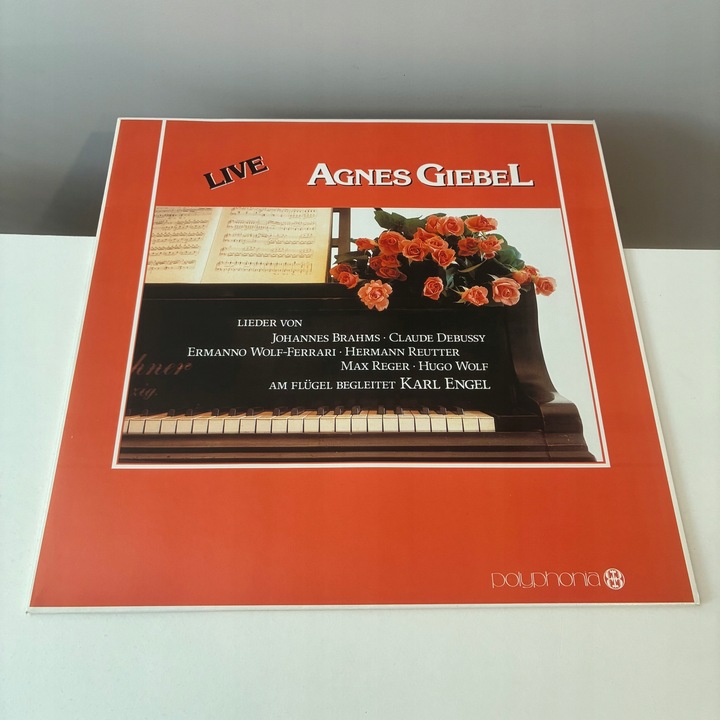 LIVE
AGNES GIEBEL
LIEDER VON
JOHANNES BRAHMS · CLAUDE DEBUSSY
ERMANNO WOLF-FERRARI · HERMANN REUTTER
MAX REGER · HUGO WOLF
AM FLÜGEL BEGLEITET KARL ENGEL
polyphonia